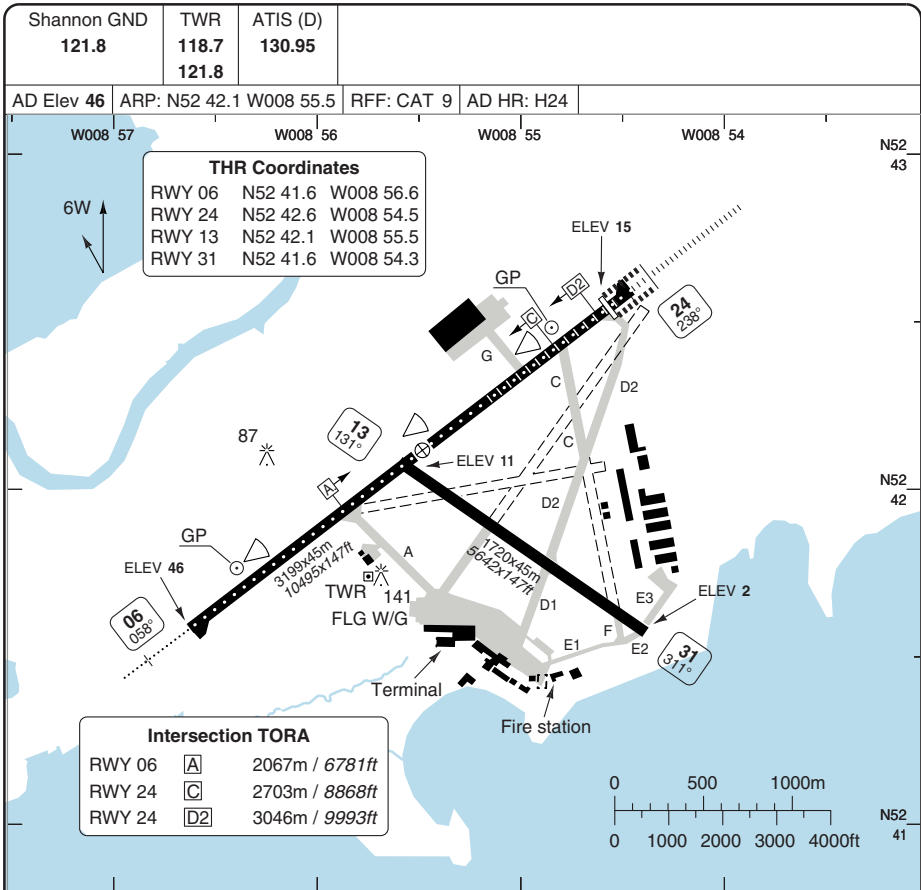 Shannon GND
121.8
TWR
118.7
121.8
ATIS (D)
130.95
AD Elev 46
ARP: N52 42.1 W008 55.5
RFF: CAT 9
AD HR: H24
W008 57
W008 56
W008 55
W008 54
N52
43
THR Coordinates
RWY 06 N52 41.6 W008 56.6
RWY 24 N52 42.6 W008 54.5
RWY 13 N52 42.1 W008 55.5
RWY 31 N52 41.6 W008 54.3
6W
ELEV 15
GP
D2
C
24
238°
G
C
D2
13
131°
C
87
ELEV 11
N52
42
A
D2
GP
3199x45m
10495x147ft
A
1720x45m
5642x147ft
ELEV 46
TWR
141
FLG W/G
D1
E3
ELEV 2
06
058°
E1
F
E2
31
311°
Terminal
Fire station
Intersection TORA
RWY 06 A 2067m / 6781ft
RWY 24 C 2703m / 8868ft
RWY 24 D2 3046m / 9993ft
0 500 1000m
0 1000 2000 3000 4000ft
N52
41